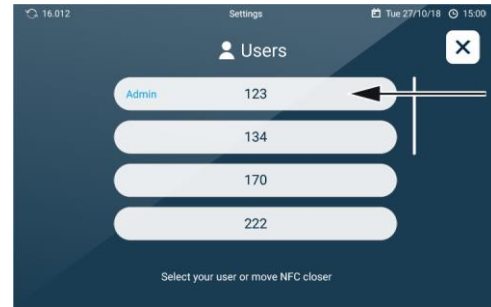 16.012 Settings Tue 27/10/18 15:00
Users
Admin 123
134
170
222
Select your user or move NFC closer